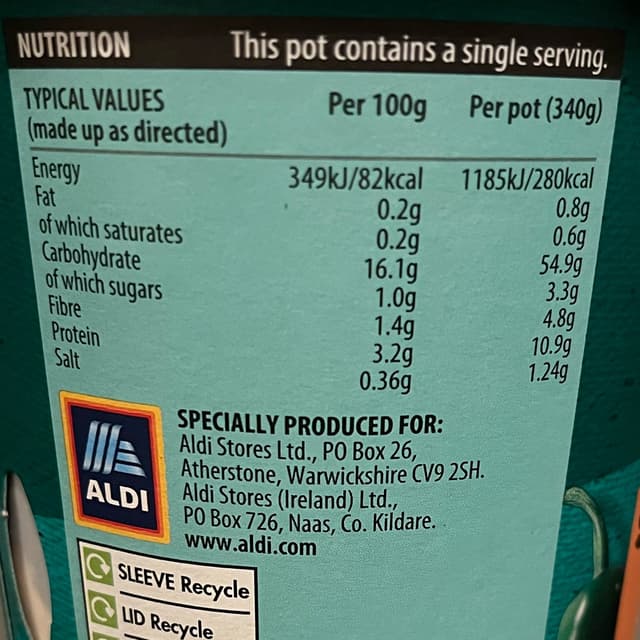 NUTRITION This pot contains a single serving.
TYPICAL VALUES Per 100g Per pot (340g)
(made up as directed)
Energy 349kJ/82kcal 1185kJ/280kcal
Fat 0.2g 0.8g
of which saturates 0.2g 0.6g
Carbohydrate 16.1g 54.9g
of which sugars 1.0g 3.3g
Fibre 1.4g 4.8g
Protein 3.2g 10.9g
Salt 0.36g 1.24g
SPECIALLY PRODUCED FOR:
Aldi Stores Ltd., PO Box 26,
Atherstone, Warwickshire CV9 2SH.
Aldi Stores (Ireland) Ltd.,
PO Box 726, Naas, Co. Kildare.
www.aldi.com
ALDI
SLEEVE Recycle
LID Recycle